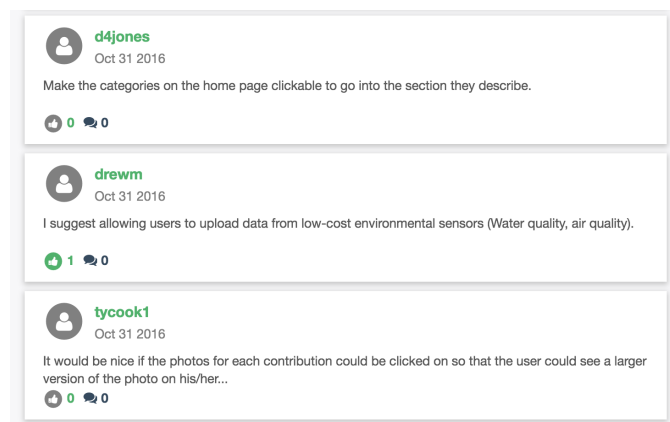 d4jones
Oct 31 2016
Make the categories on the home page clickable to go into the section they describe.
0 0
drewm
Oct 31 2016
I suggest allowing users to upload data from low-cost environmental sensors (Water quality, air quality).
1 0
tycook1
Oct 31 2016
It would be nice if the photos for each contribution could be clicked on so that the user could see a larger
version of the photo on his/her...
0 0